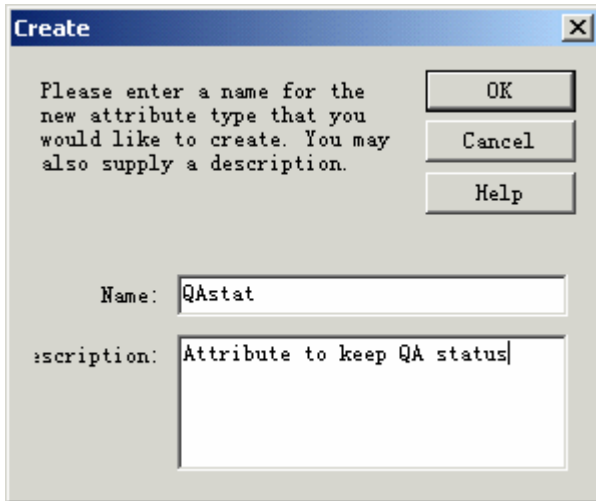 Create
Please enter a name for the
new attribute type that you
would like to create. You may
also supply a description.
OK
Cancel
Help
Name:
QAstat
escription:
Attribute to keep QA status